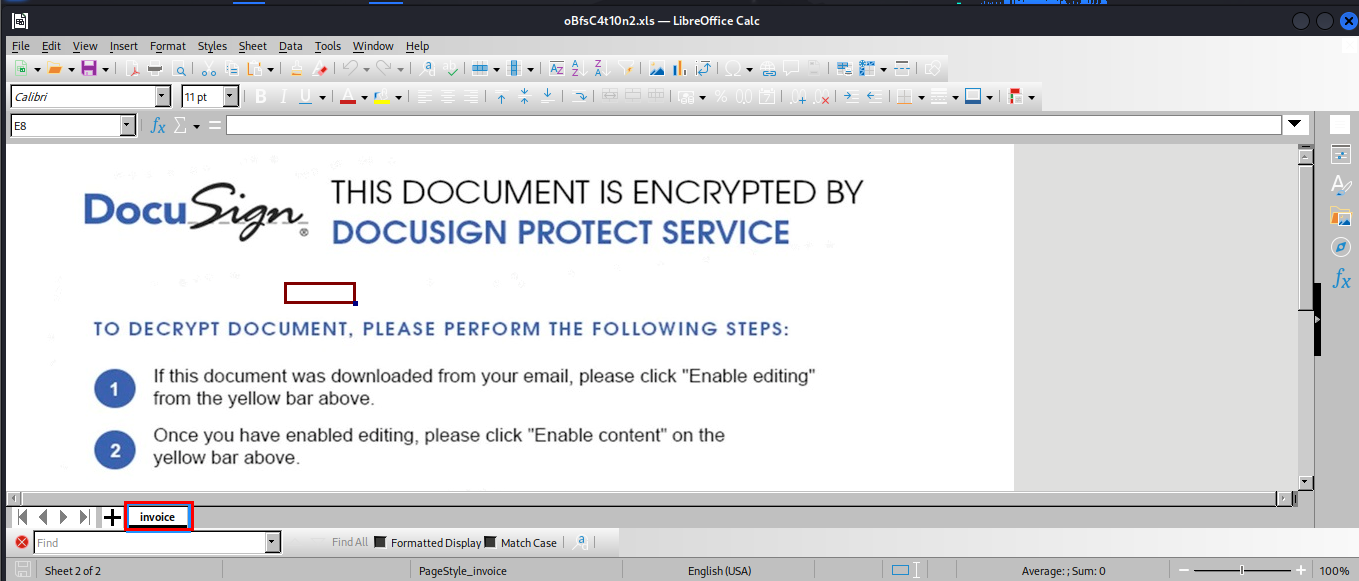 oBfsC4t10n2.xls — LibreOffice Calc
File Edit View Insert Format Styles Sheet Data Tools Window Help
Calibri 11 pt
E8
DocuSign®
THIS DOCUMENT IS ENCRYPTED BY
DOCUSIGN PROTECT SERVICE
TO DECRYPT DOCUMENT, PLEASE PERFORM THE FOLLOWING STEPS:
1 If this document was downloaded from your email, please click "Enable editing"
from the yellow bar above.
2 Once you have enabled editing, please click "Enable content" on the
yellow bar above.
invoice
Find Find All Formatted Display Match Case
Sheet 2 of 2 PageStyle_invoice English (USA) Average: ; Sum: 0 100%